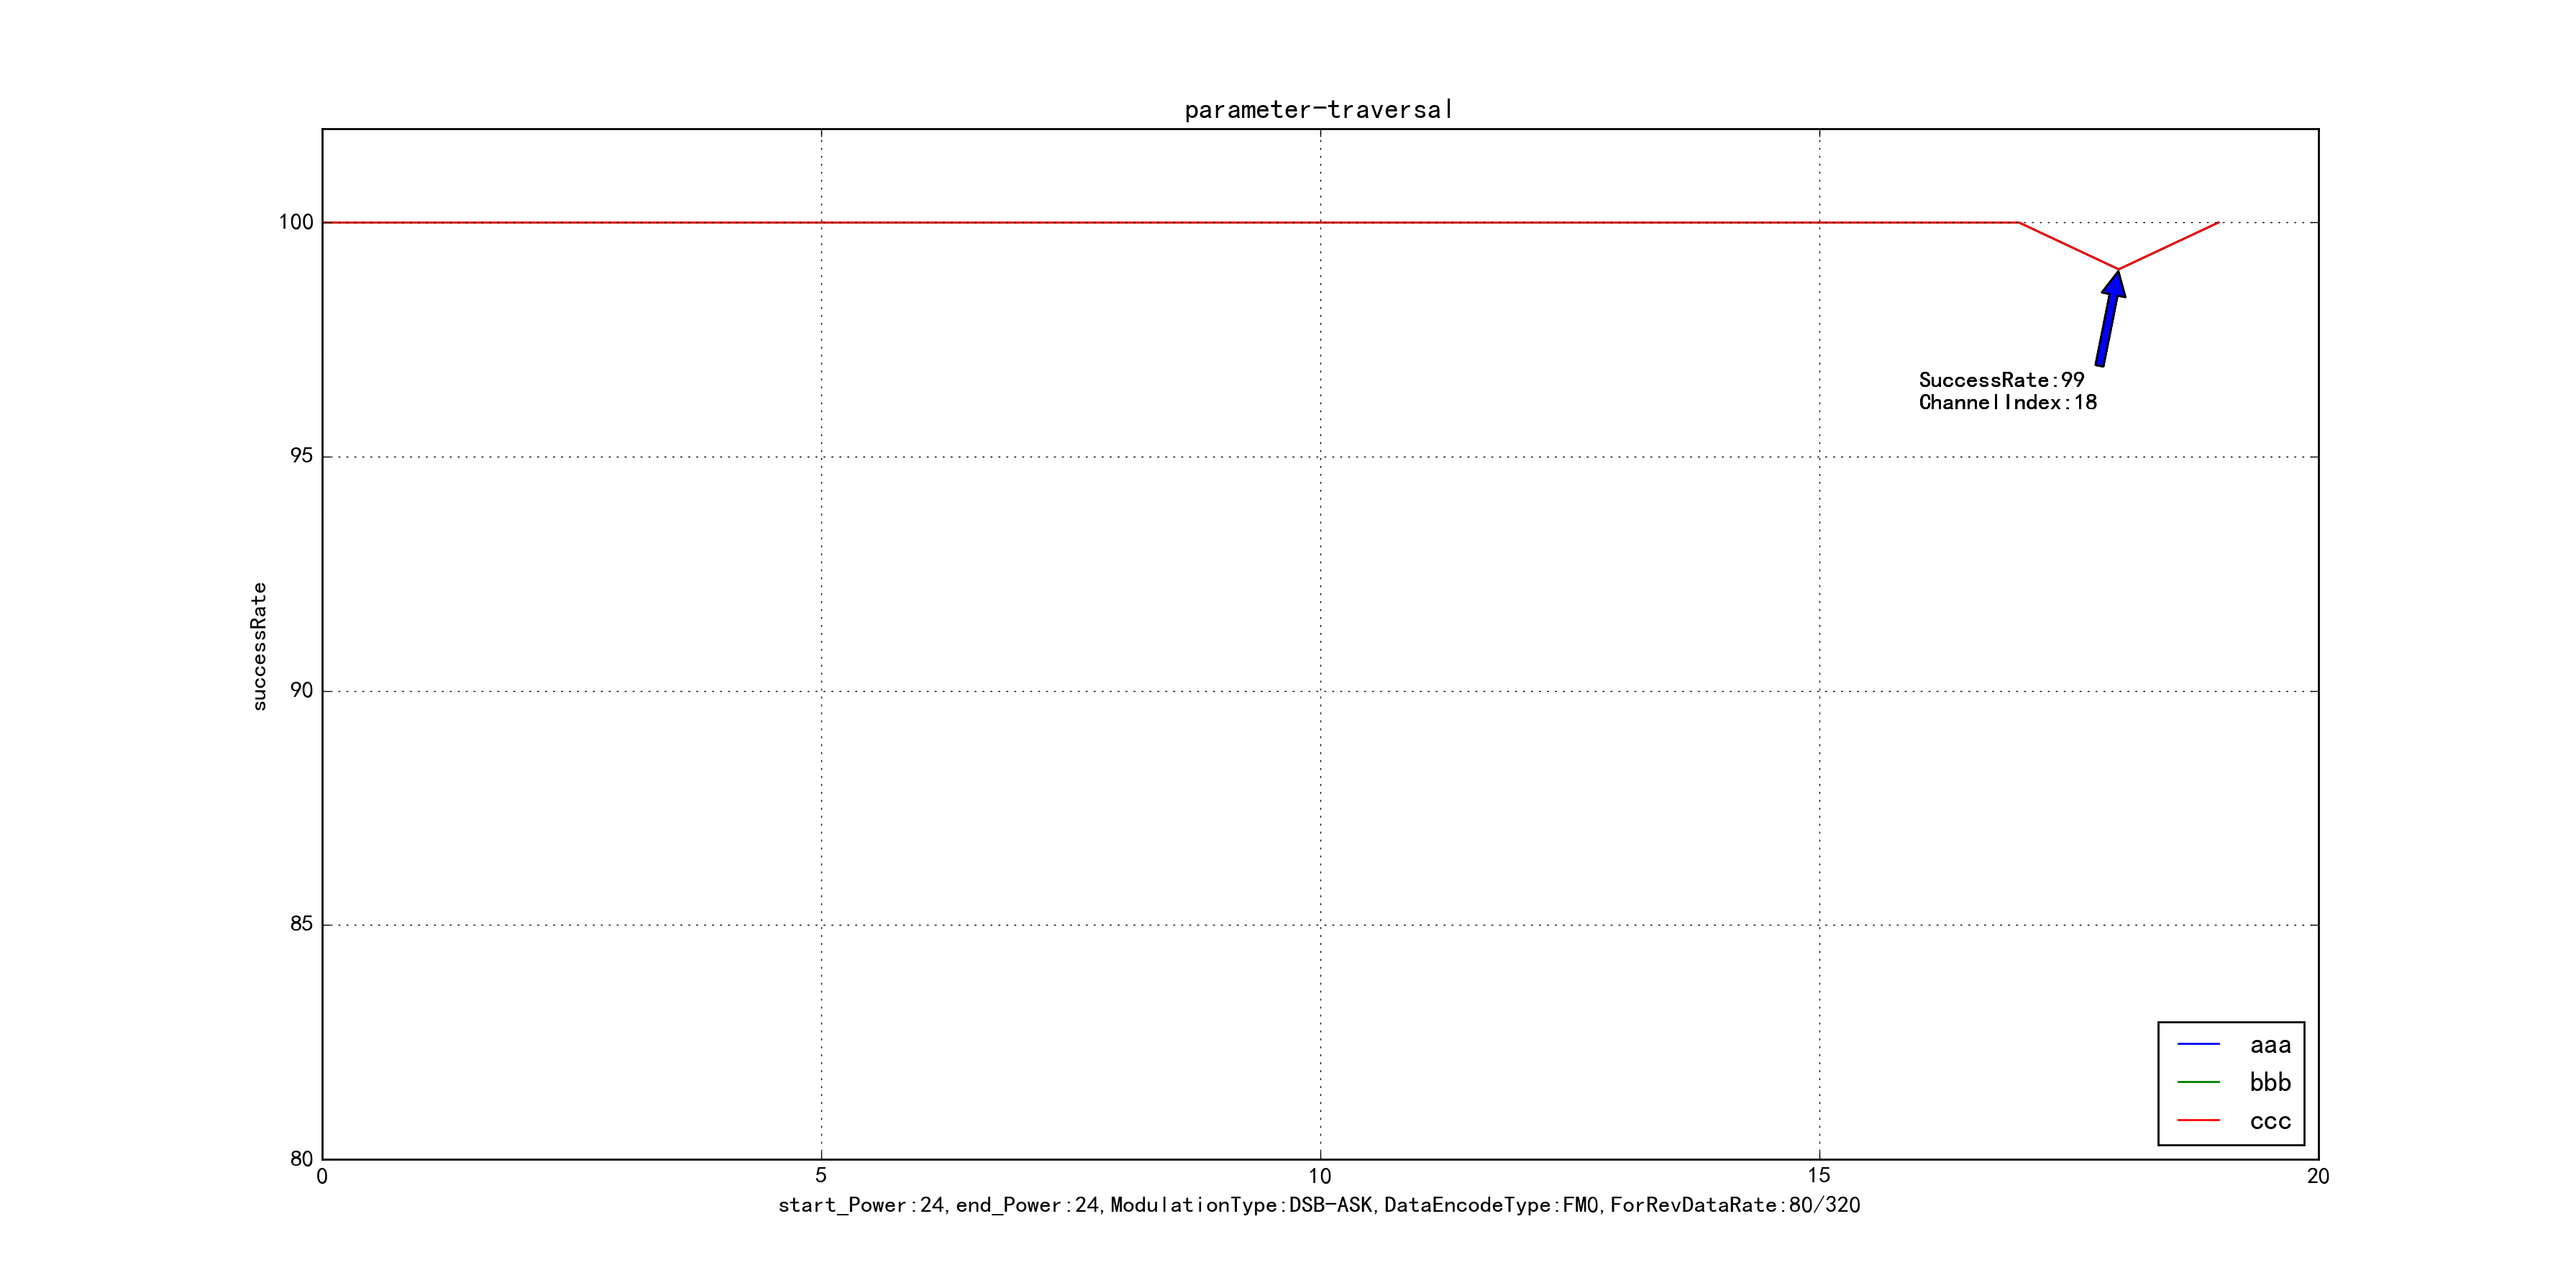 parameter-traversal
100
95
90
85
80
successRate
SuccessRate:99
ChannelIndex:18
aaa
bbb
ccc
0 5 10 15 20
start_Power:24,end_Power:24,ModulationType:DSB-ASK,DataEncodeType:FM0,ForRevDataRate:80/320